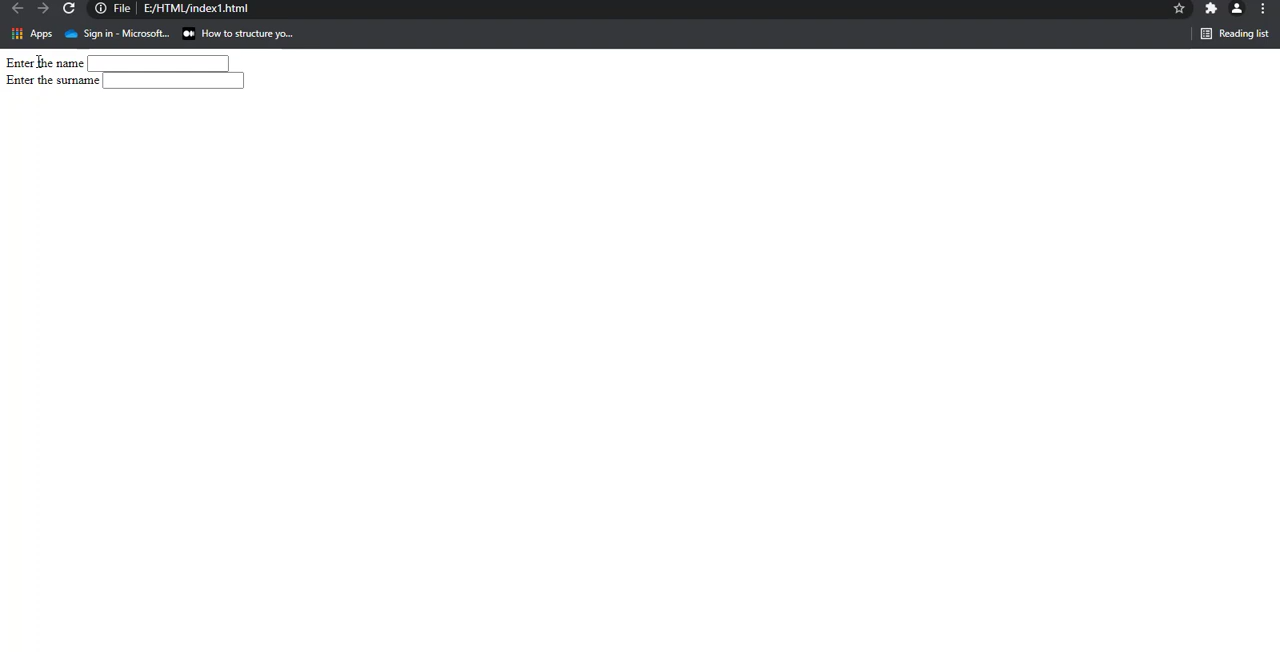 File E:/HTML/index1.html
Apps Sign in - Microsoft... How to structure yo... Reading list
Enter the name
Enter the surname